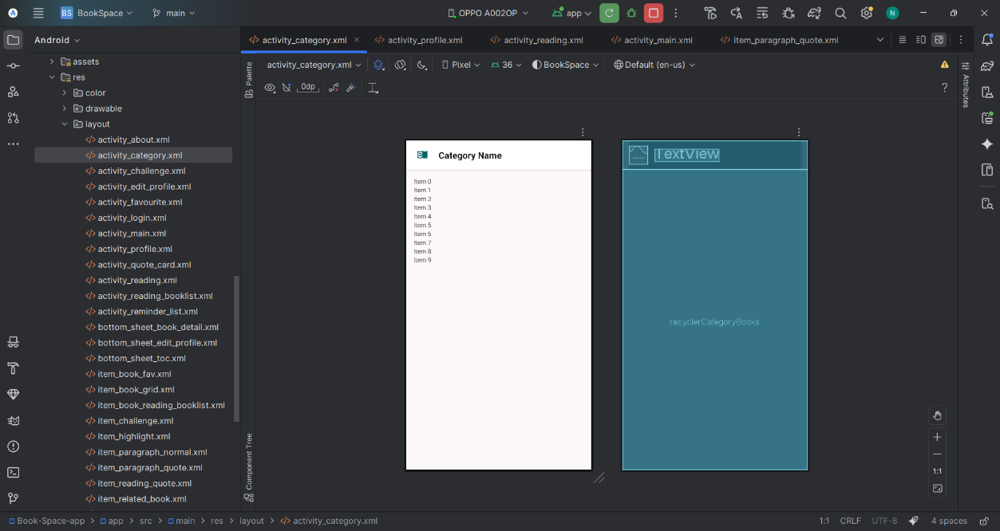 BS BookSpace main OPPO A002OP app N
Android activity_category.xml activity_profile.xml activity_reading.xml activity_main.xml item_paragraph_quote.xml
activity_category.xml Pixel 36 BookSpace Default (en-us)
0dp ?
Palette
Attributes
Component Tree
assets
res
color
drawable
layout
activity_about.xml
activity_category.xml
activity_challenge.xml
activity_edit_profile.xml
activity_favourite.xml
activity_login.xml
activity_main.xml
activity_profile.xml
activity_quote_card.xml
activity_reading.xml
activity_reading_booklist.xml
activity_reminder_list.xml
bottom_sheet_book_detail.xml
bottom_sheet_edit_profile.xml
bottom_sheet_toc.xml
item_book_fav.xml
item_book_grid.xml
item_book_reading_booklist.xml
item_challenge.xml
item_highlight.xml
item_paragraph_normal.xml
item_paragraph_quote.xml
item_reading_quote.xml
item_related_book.xml
Category Name
Item 0
Item 1
Item 2
Item 3
Item 4
Item 5
Item 6
Item 7
Item 8
Item 9
TextView
recyclerCategoryBooks
1:1
Book-Space-app > app > src > main > res > layout > activity_category.xml 1:1 CRLF UTF-8 4 spaces